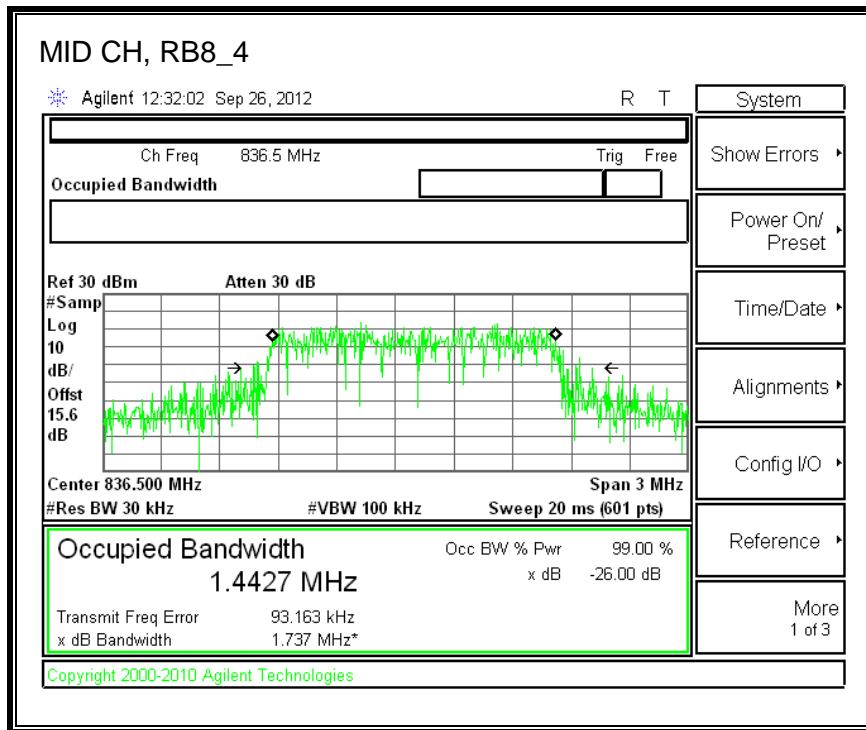 MID CH, RB8_4
Agilent 12:32:02 Sep 26, 2012 R T
System
Ch Freq 836.5 MHz Trig Free
Occupied Bandwidth
Show Errors
Power On/
Preset
Time/Date
Alignments
Config I/O
Reference
More
1 of 3
Ref 30 dBm Atten 30 dB
#Samp
Log
10
dB/
Offst
15.6
dB
Center 836.500 MHz Span 3 MHz
#Res BW 30 kHz #VBW 100 kHz Sweep 20 ms (601 pts)
Occupied Bandwidth Occ BW % Pwr 99.00 %
1.4427 MHz x dB -26.00 dB
Transmit Freq Error 93.163 kHz
x dB Bandwidth 1.737 MHz*
Copyright 2000-2010 Agilent Technologies